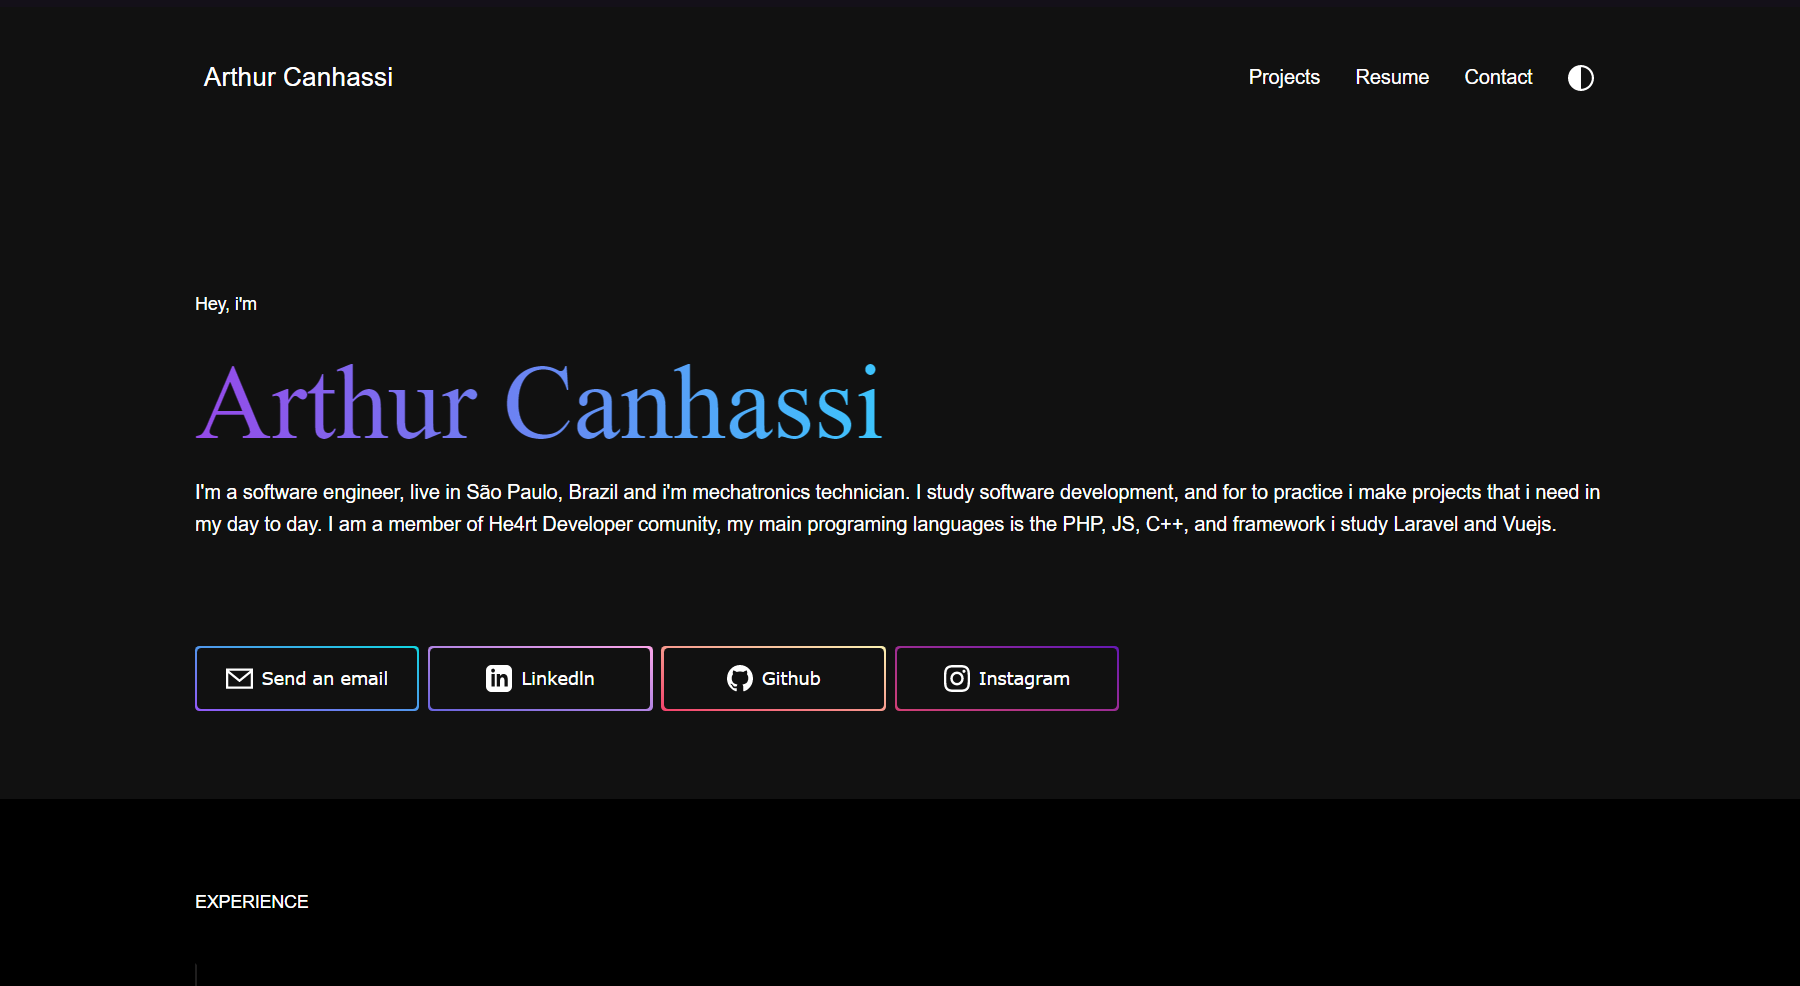 Arthur Canhassi
Projects Resume Contact
Hey, i'm
Arthur Canhassi
I'm a software engineer, live in São Paulo, Brazil and i'm mechatronics technician. I study software development, and for to practice i make projects that i need in
my day to day. I am a member of He4rt Developer comunity, my main programing languages is the PHP, JS, C++, and framework i study Laravel and Vuejs.
Send an email LinkedIn Github Instagram
EXPERIENCE